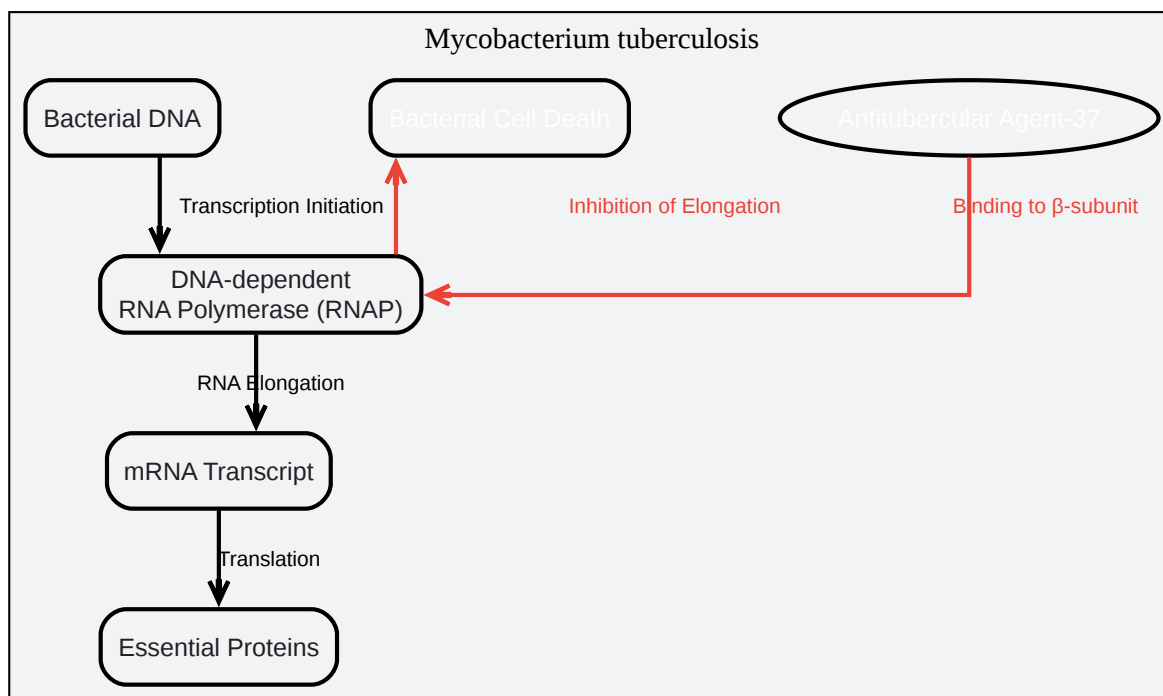 Mycobacterium tuberculosis
Bacterial DNA
Bacterial Cell Death
Antitubercular Agent-37
Transcription Initiation
Inhibition of Elongation
Binding to β-subunit
DNA-dependent
RNA Polymerase (RNAP)
RNA Elongation
mRNA Transcript
Translation
Essential Proteins